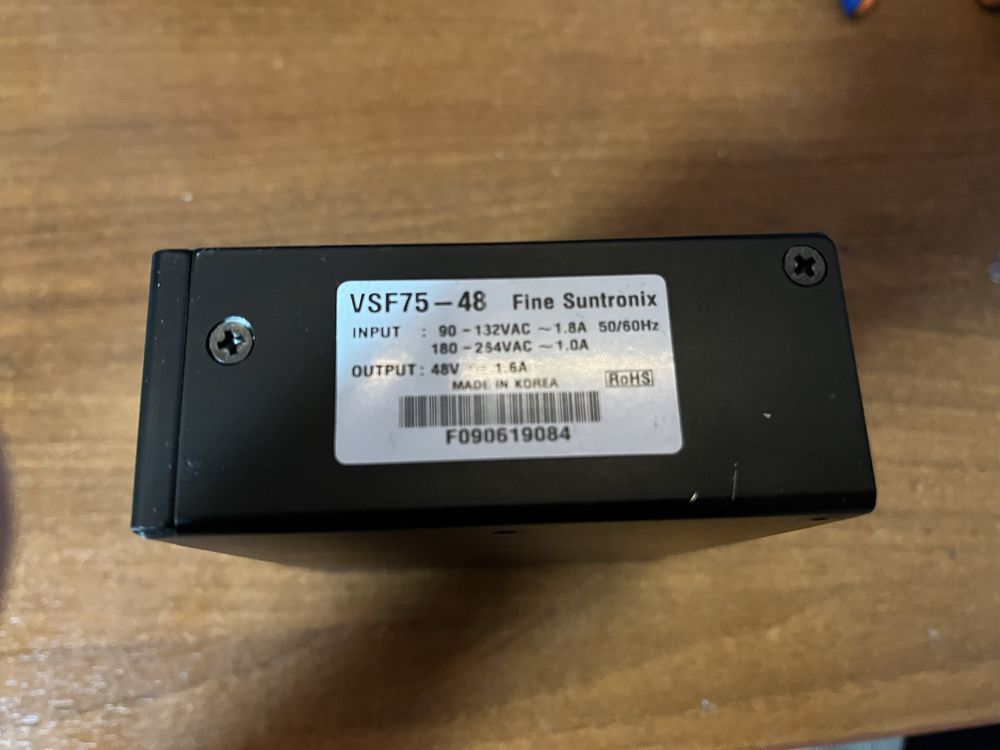 VSF75-48 Fine Suntronix
INPUT : 90-132VAC ~1.8A 50/60Hz
180-264VAC ~1.0A
OUTPUT: 48V ⎓ 1.6A
MADE IN KOREA
RoHS
F090619084